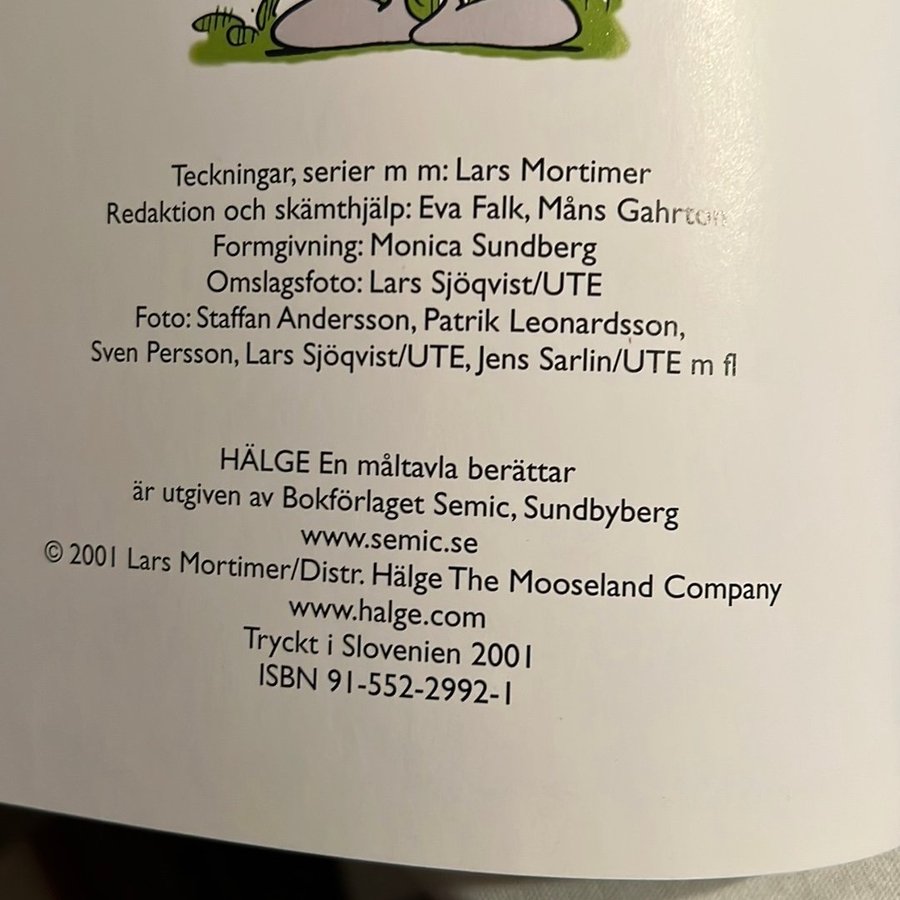 Teckningar, serier m m: Lars Mortimer
Redaktion och skämthjälp: Eva Falk, Måns Gahrton
Formgivning: Monica Sundberg
Omslagsfoto: Lars Sjöqvist/UTE
Foto: Staffan Andersson, Patrik Leonardsson,
Sven Persson, Lars Sjöqvist/UTE, Jens Sarlin/UTE m fl
HÄLGE En måltavla berättar
är utgiven av Bokförlaget Semic, Sundbyberg
www.semic.se
© 2001 Lars Mortimer/Distr. Hälge The Mooseland Company
www.halge.com
Tryckt i Slovenien 2001
ISBN 91-552-2992-1